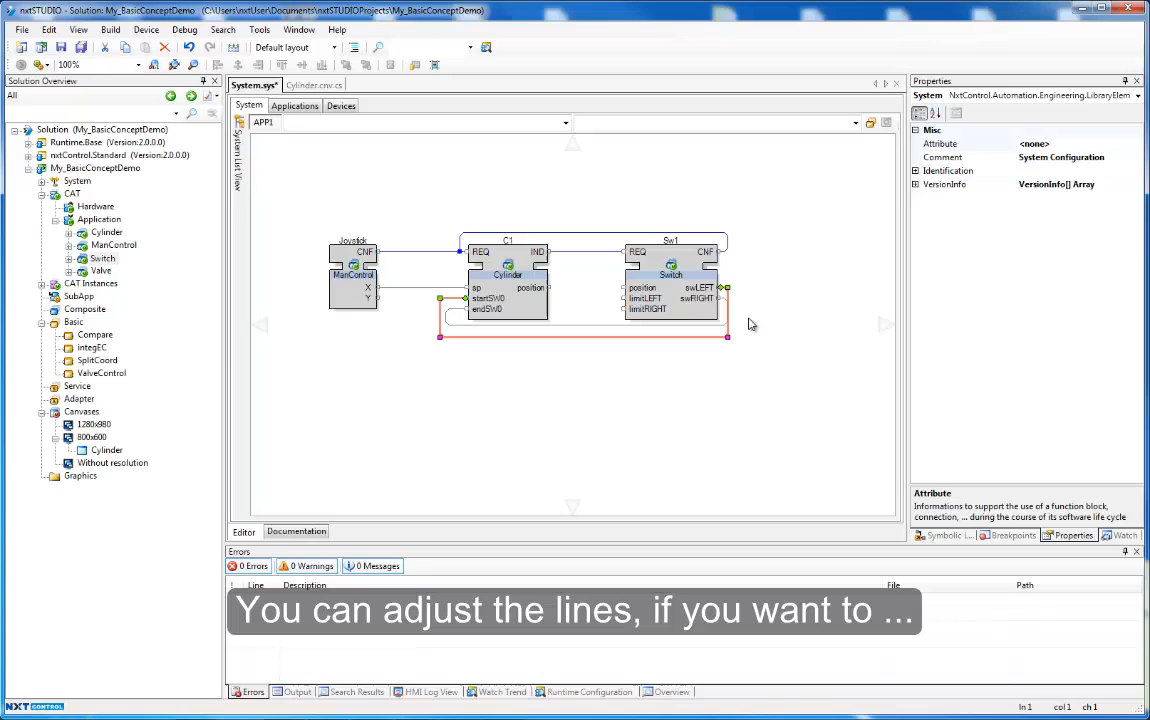 nxtSTUDIO - Solution: My_BasicConceptDemo (C:\Users\nxtUser\Documents\nxtSTUDIOProjects\My_BasicConceptDemo)
File Edit View Build Device Debug Search Tools Window Help
Default layout
100%
Solution Overview
All
Solution (My_BasicConceptDemo)
Runtime.Base (Version:2.0.0.0)
nxtControl.Standard (Version:2.0.0.0)
My_BasicConceptDemo
System
CAT
Hardware
Application
Cylinder
ManControl
Switch
Valve
CAT Instances
SubApp
Composite
Basic
Compare
integEC
SplitCoord
ValveControl
Service
Adapter
Canvases
1280x980
800x600
Cylinder
Without resolution
Graphics
System.sys* Cylinder.cnv.cs
System Applications Devices
APP1
System List View
Joystick
CNF
ManControl
X
Y
C1
REQ IND
Cylinder
sp position
startSW0
endSW0
Sw1
REQ CNF
Switch
position swLEFT
limitLEFT swRIGHT
limitRIGHT
Editor Documentation
Properties
System NxtControl.Automation.Engineering.LibraryElem
Misc
Attribute <none>
Comment System Configuration
Identification
VersionInfo VersionInfo[] Array
Attribute
Informations to support the use of a function block,
connection, ... during the course of its software life cycle
Symbolic L... Breakpoints Properties Watch
Errors
0 Errors 0 Warnings 0 Messages
! Line Description File Path
You can adjust the lines, if you want to ...
Errors Output Search Results HMI Log View Watch Trend Runtime Configuration Overview
NXT CONTROL ln 1 col 1 ch 1